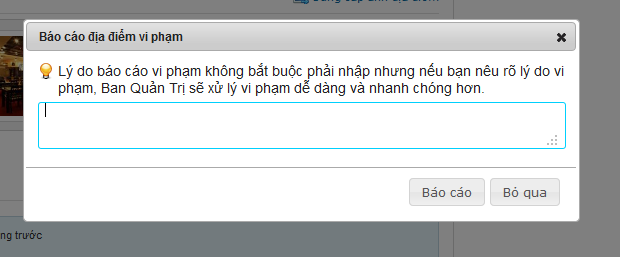 Báo cáo địa điểm vi phạm
Lý do báo cáo vi phạm không bắt buộc phải nhập nhưng nếu bạn nêu rõ lý do vi
phạm, Ban Quản Trị sẽ xử lý vi phạm dễ dàng và nhanh chóng hơn.
Báo cáo Bỏ qua
ng trước